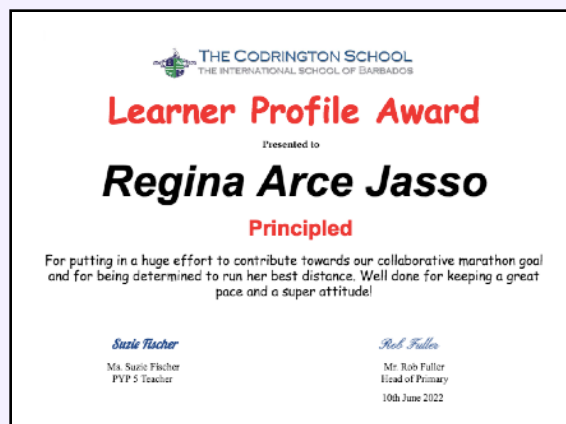 THE CODRINGTON SCHOOL
THE INTERNATIONAL SCHOOL OF BARBADOS
Learner Profile Award
Presented to
Regina Arce Jasso
Principled
For putting in a huge effort to contribute towards our collaborative marathon goal
and for being determined to run her best distance. Well done for keeping a great
pace and a super attitude!
Suzie Fischer
Rob Fuller
Ms. Suzie Fischer
Mr. Rob Fuller
PYP 5 Teacher
Head of Primary
10th June 2022